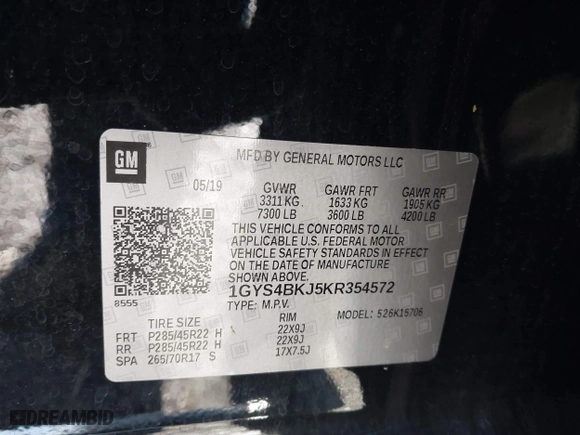 GM
MFD BY GENERAL MOTORS LLC
05/19
GVWR GAWR FRT GAWR RR
3311 KG 1633 KG 1905 KG
7300 LB 3600 LB 4200 LB
THIS VEHICLE CONFORMS TO ALL
APPLICABLE U.S. FEDERAL MOTOR
VEHICLE SAFETY STANDARDS IN EFFECT
ON THE DATE OF MANUFACTURE
SHOWN ABOVE.
8555
1GYS4BKJ5KR354572
TYPE: M.P.V. MODEL: 526K15706
TIRE SIZE RIM
FRT P285/45R22 H 22X9J
RR P285/45R22 H 22X9J
SPA 265/70R17 S 17X7.5J
DREAMBID